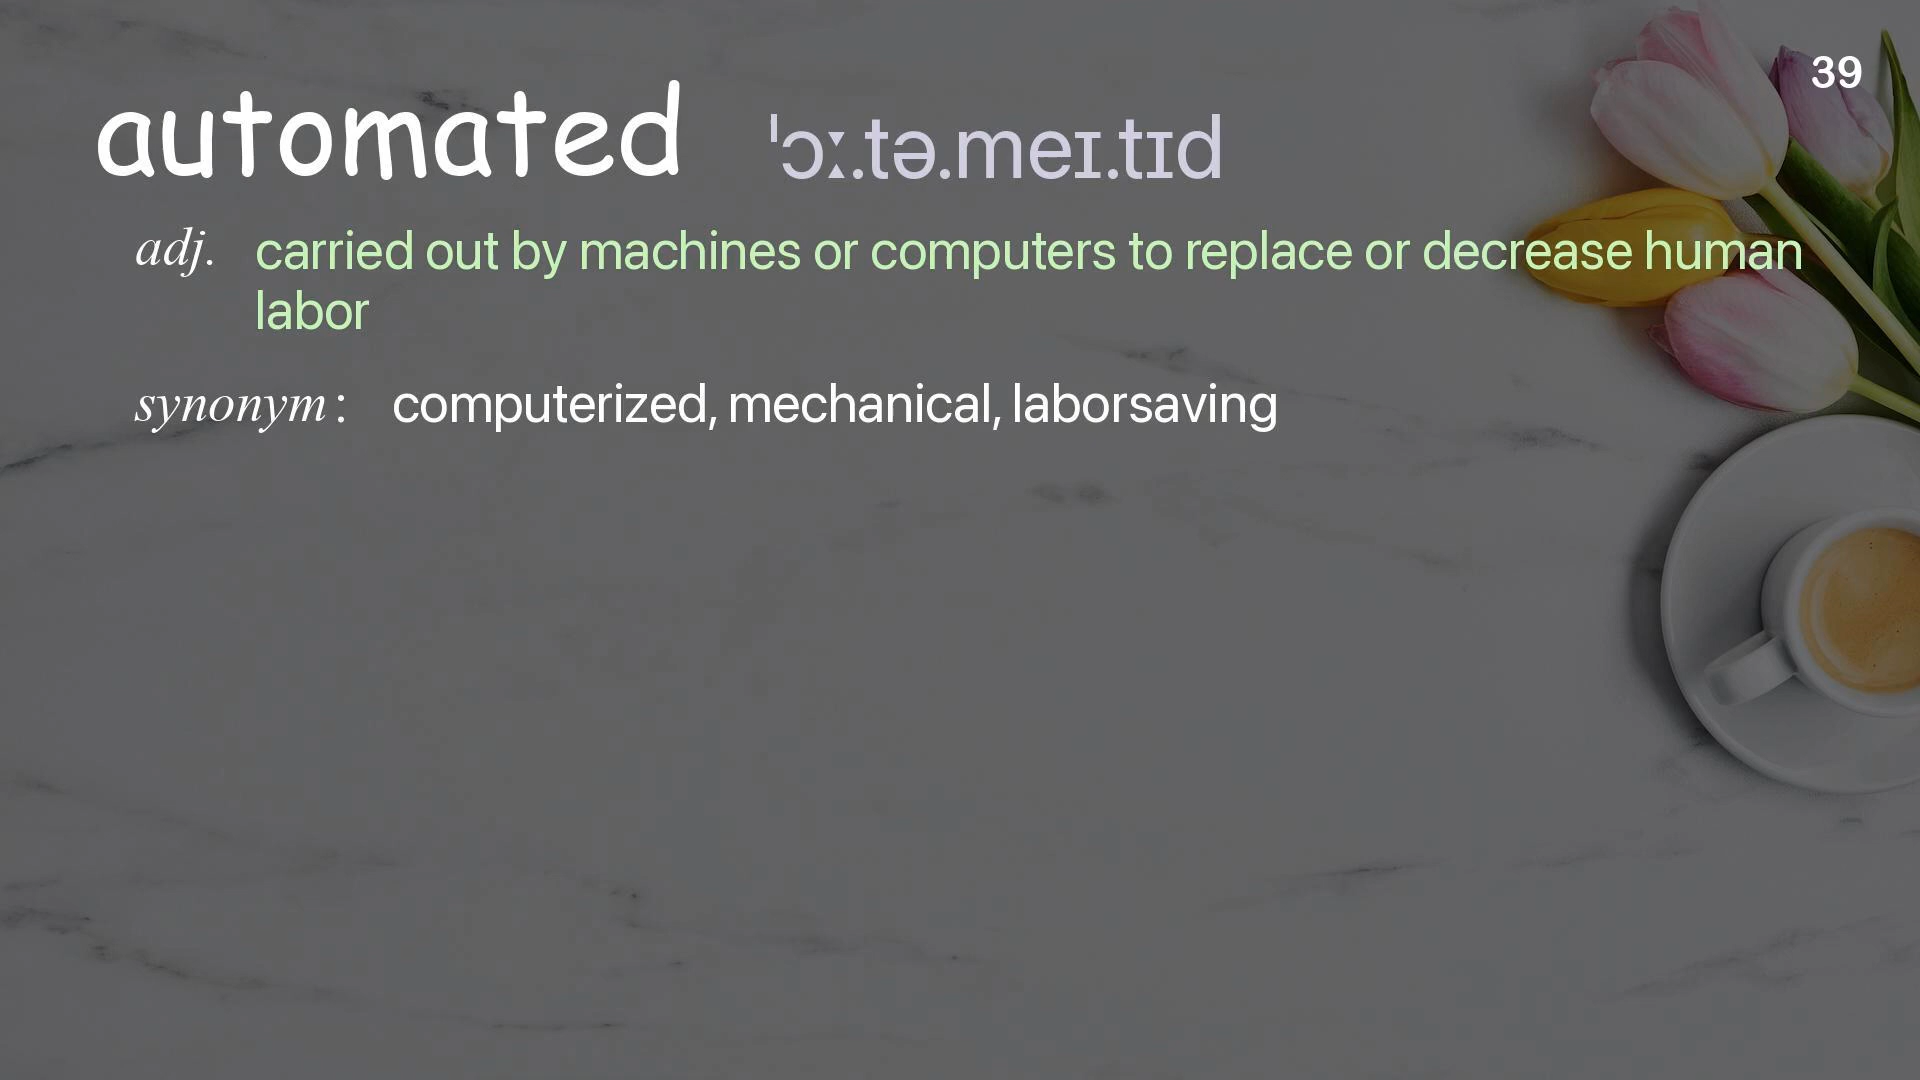 39
automated ˈɔː.tə.meɪ.tɪd
adj. carried out by machines or computers to replace or decrease human
labor
synonym : computerized, mechanical, laborsaving